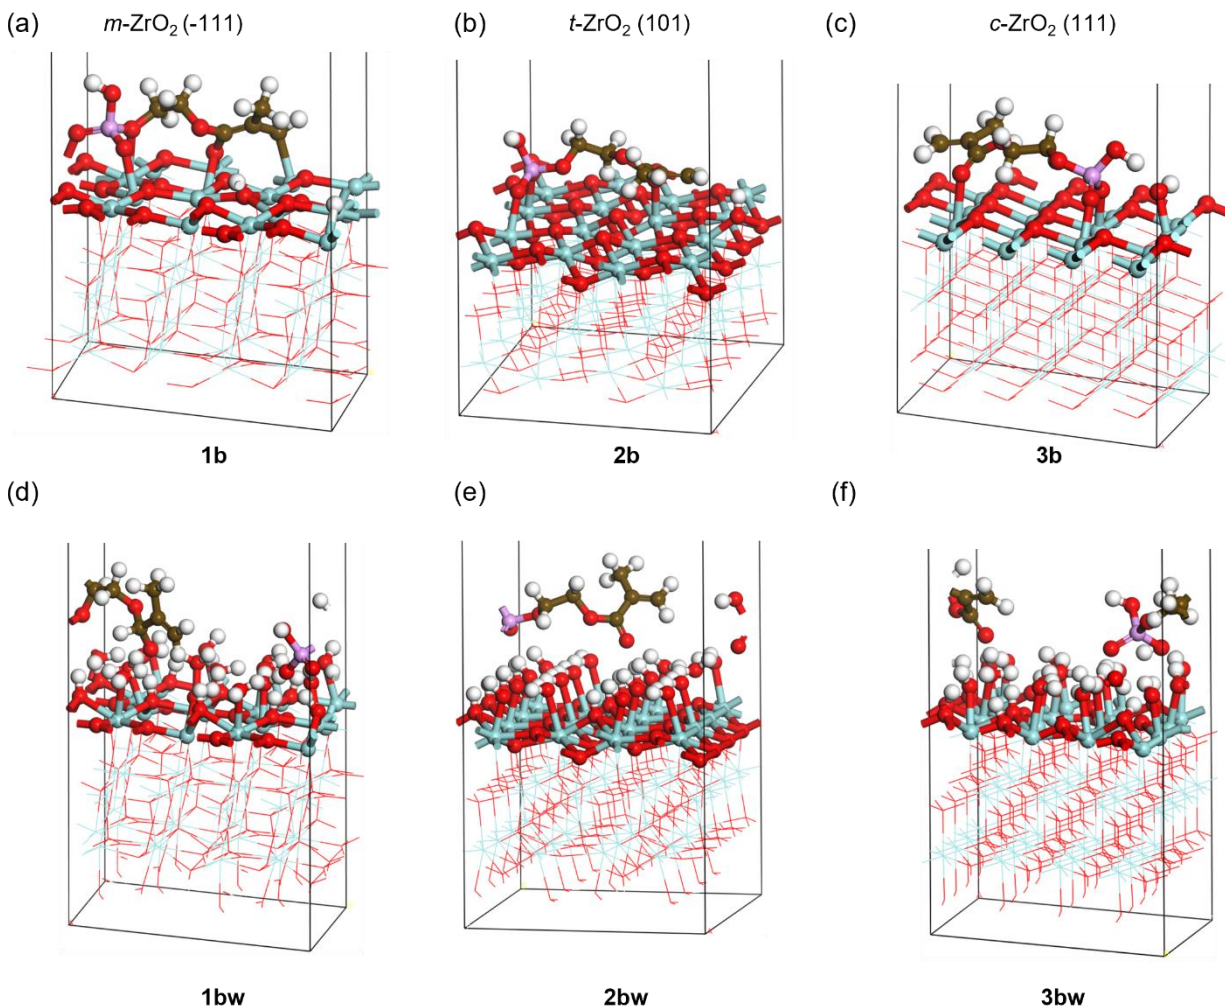 (a) m-ZrO₂ (-111) (b) t-ZrO₂ (101) (c) c-ZrO₂ (111)
1b 2b 3b
(d) (e) (f)
1bw 2bw 3bw